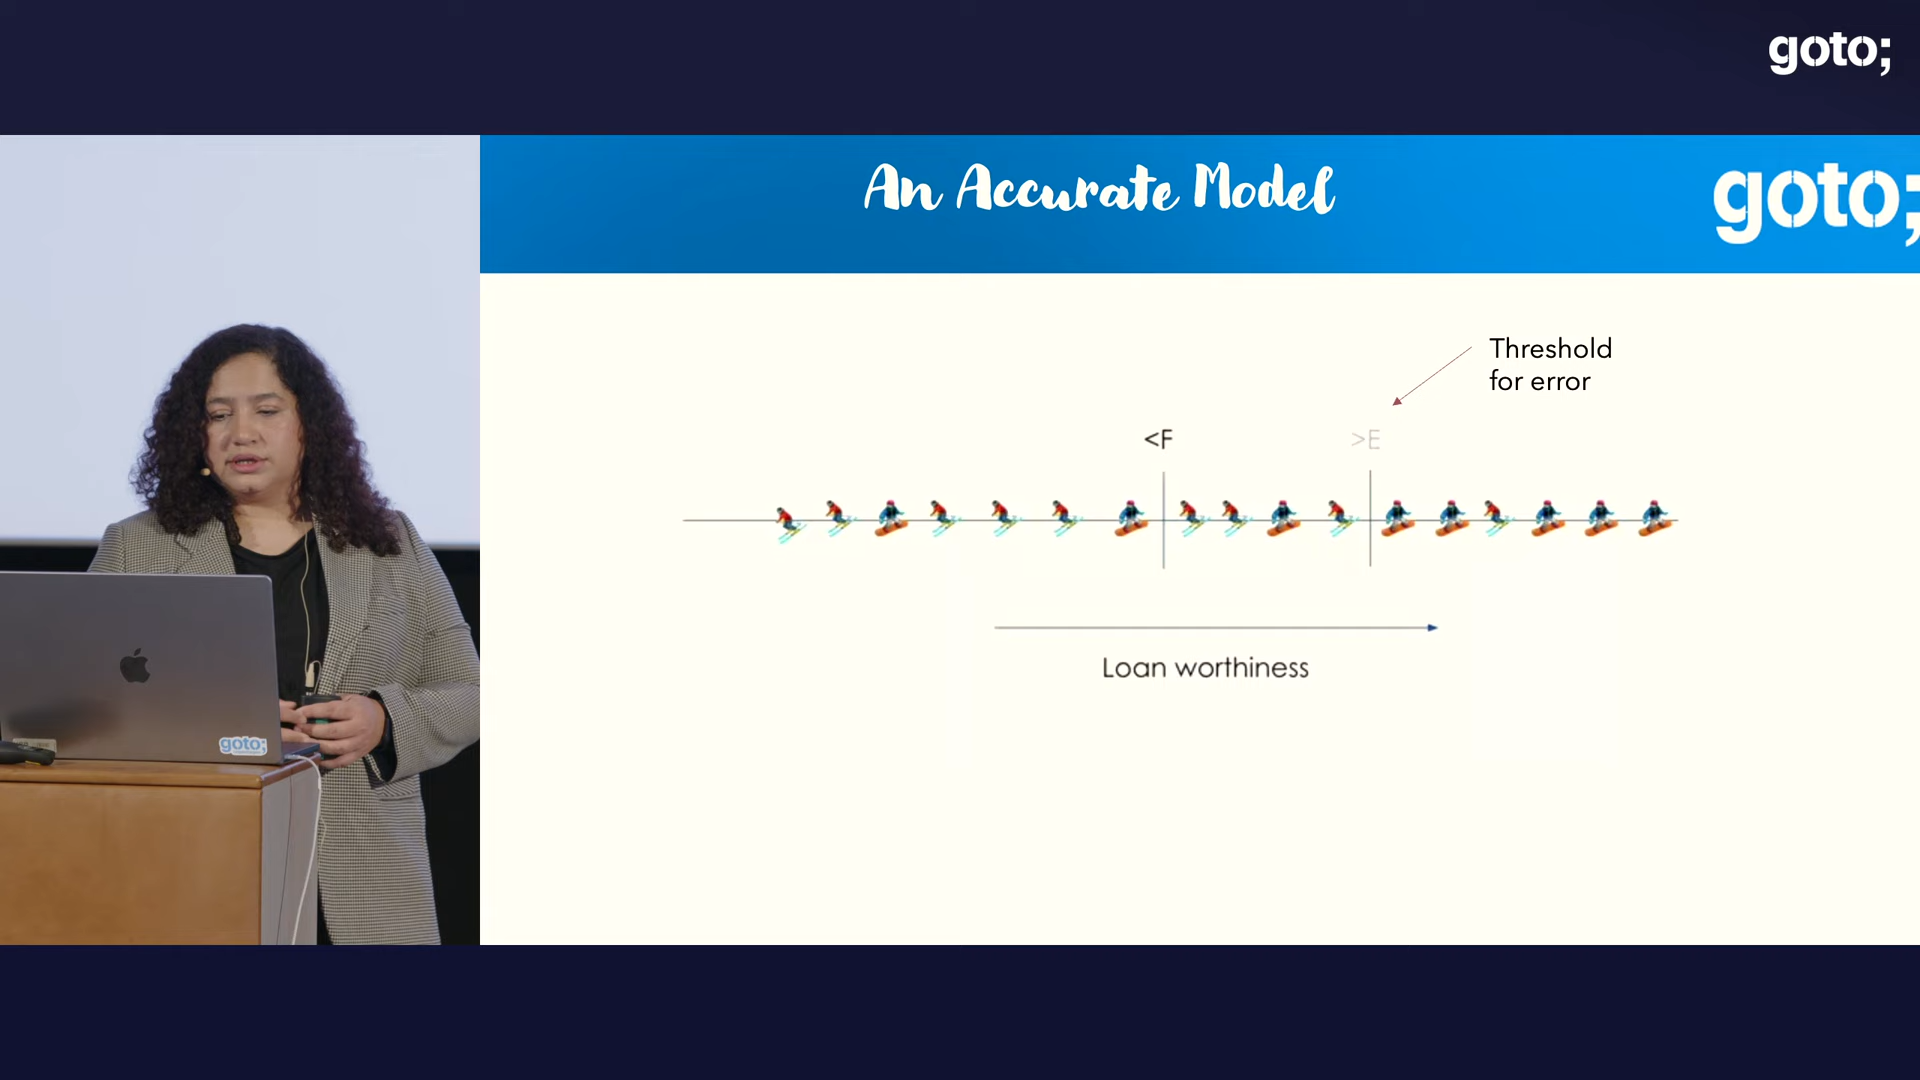 goto;
An Accurate Model
goto;
Threshold
for error
<F
>E
Loan worthiness
goto;